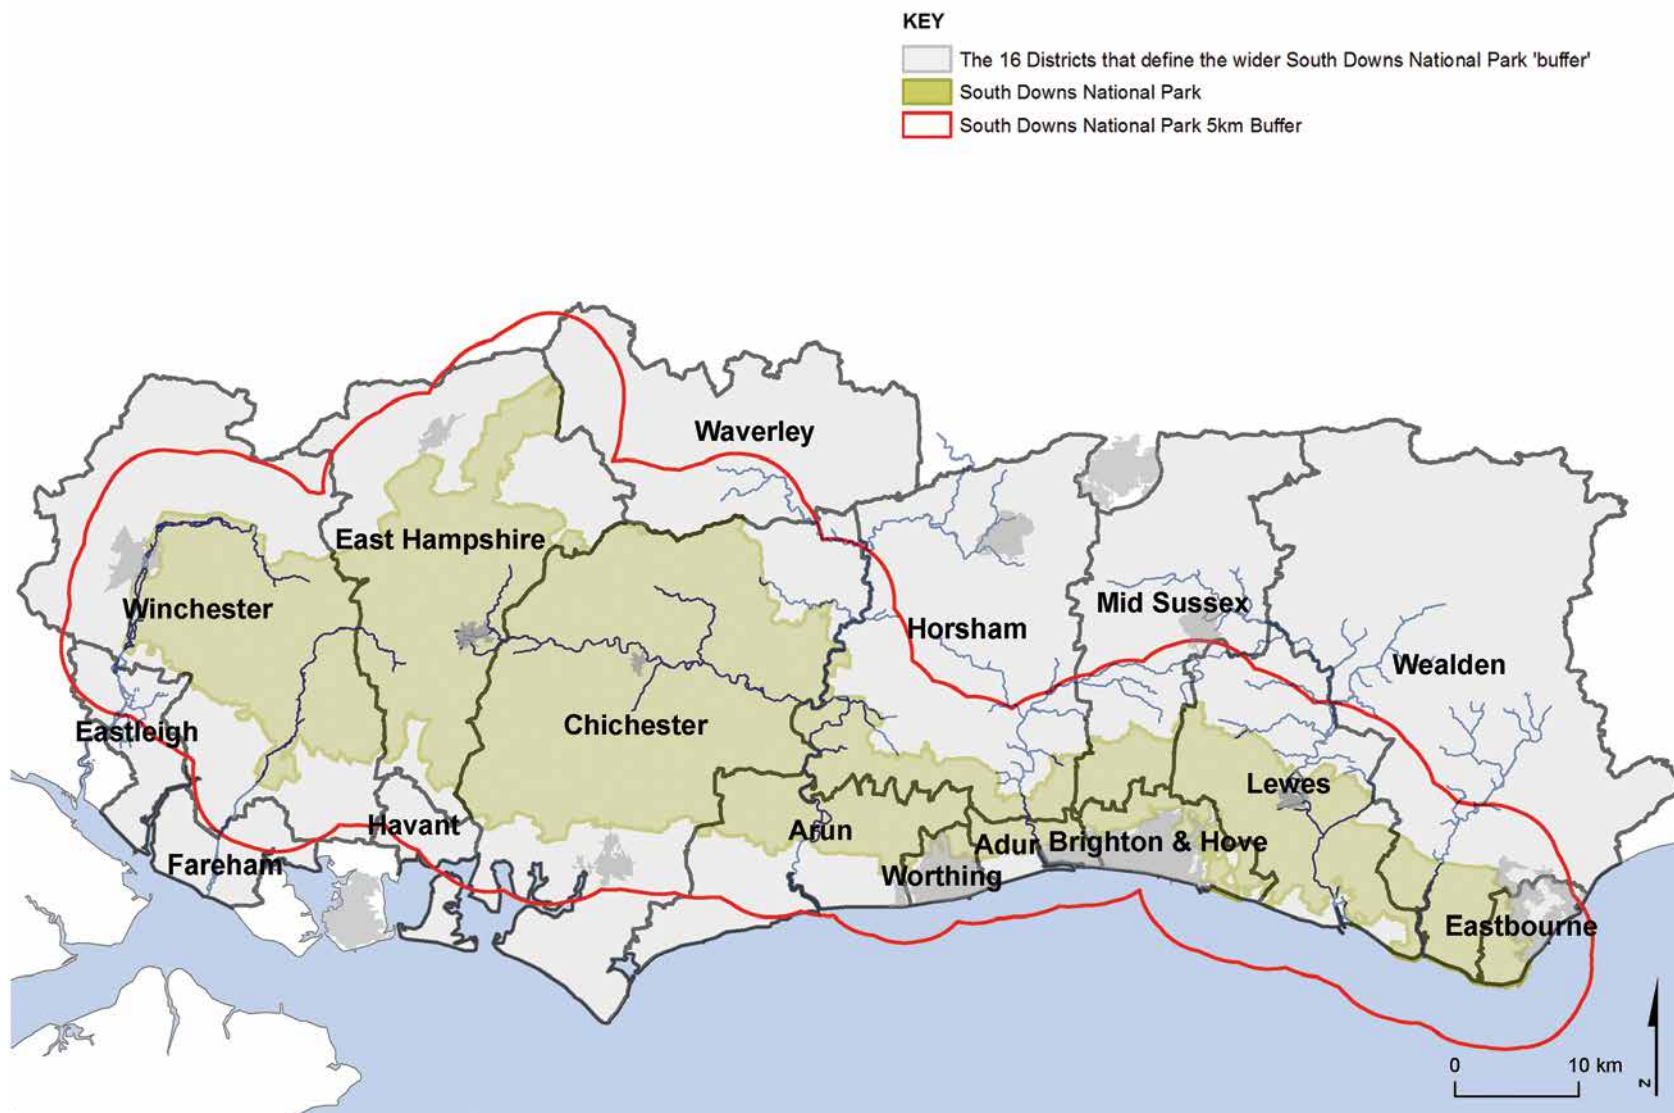 KEY
The 16 Districts that define the wider South Downs National Park 'buffer'
South Downs National Park
South Downs National Park 5km Buffer
Waverley
East Hampshire
Winchester
Mid Sussex
Horsham
Wealden
Chichester
Eastleigh
Lewes
Havant
Arun
Adur
Brighton & Hove
Fareham
Worthing
Eastbourne
0 10 km
N